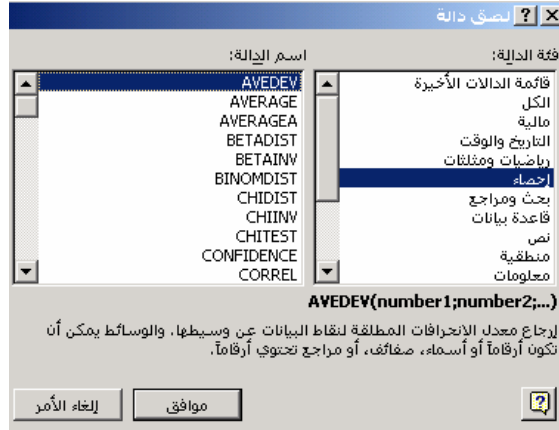 لصق دالة
فئة الدالة:
اسم الدالة:
قائمة الدالات الأخيرة
الكل
مالية
التاريخ والوقت
رياضيات ومثلثات
إحصاء
بحث ومراجع
قاعدة بيانات
نص
منطقية
معلومات
AVEDEV
AVERAGE
AVERAGEA
BETADIST
BETAINV
BINOMDIST
CHIDIST
CHIINV
CHITEST
CONFIDENCE
CORREL
AVEDEV(number1;number2;...)
إرجاع معدل الانحرافات المطلقة لنقاط البيانات عن وسيطها. والوسائط يمكن أن
تكون أرقاماً أو أسماء، صفائف، أو مراجع تحتوي أرقاماً.
موافق
إلغاء الأمر